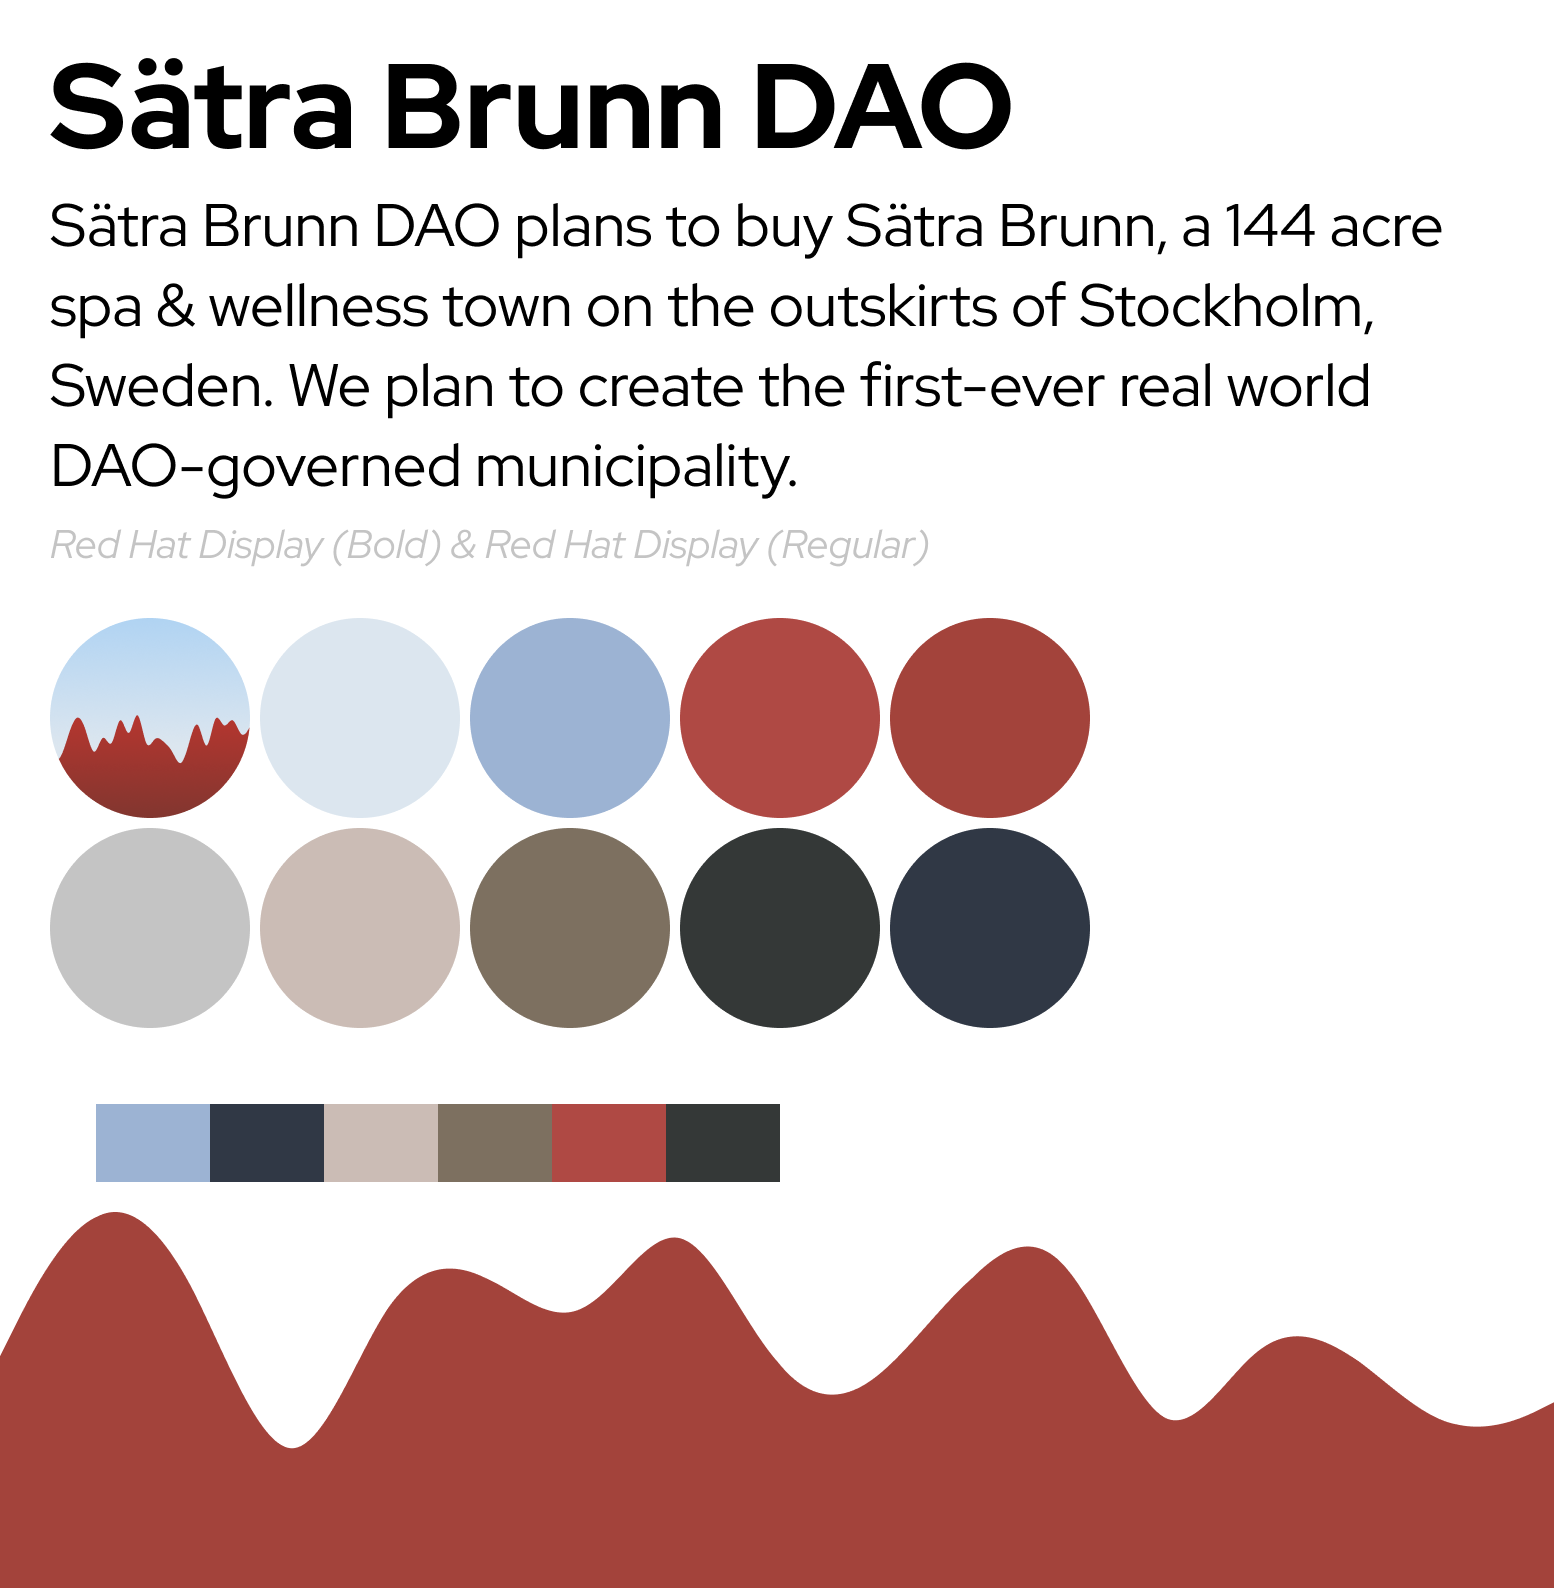 Sätra Brunn DAO
Sätra Brunn DAO plans to buy Sätra Brunn, a 144 acre
spa & wellness town on the outskirts of Stockholm,
Sweden. We plan to create the first-ever real world
DAO-governed municipality.
Red Hat Display (Bold) & Red Hat Display (Regular)